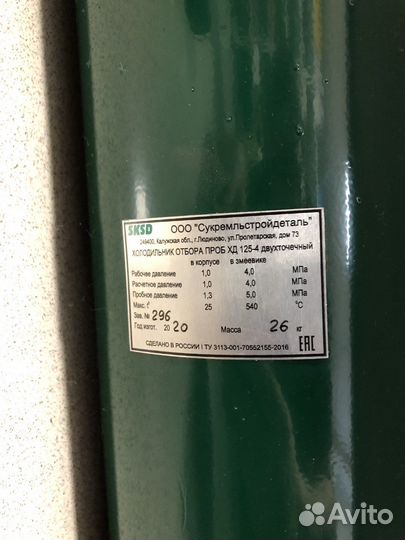 SKSD ООО "Сукремльстройдеталь"
249400, Калужская обл., г.Людиново, ул.Пролетарская, дом 73
ХОЛОДИЛЬНИК ОТБОРА ПРОБ ХД 125-4 двухточечный
в корпусе в змеевике
Рабочее давление 1,0 4,0 МПа
Расчетное давление 1,0 4,0 МПа
Пробное давление 1,3 5,0 МПа
Макс. t° 25 540 °С
Зав. № 296
Год изгот. 2020 Масса 26 кг
СДЕЛАНО В РОССИИ \ ТУ 3113-001-70552155-2016 EAC
Avito